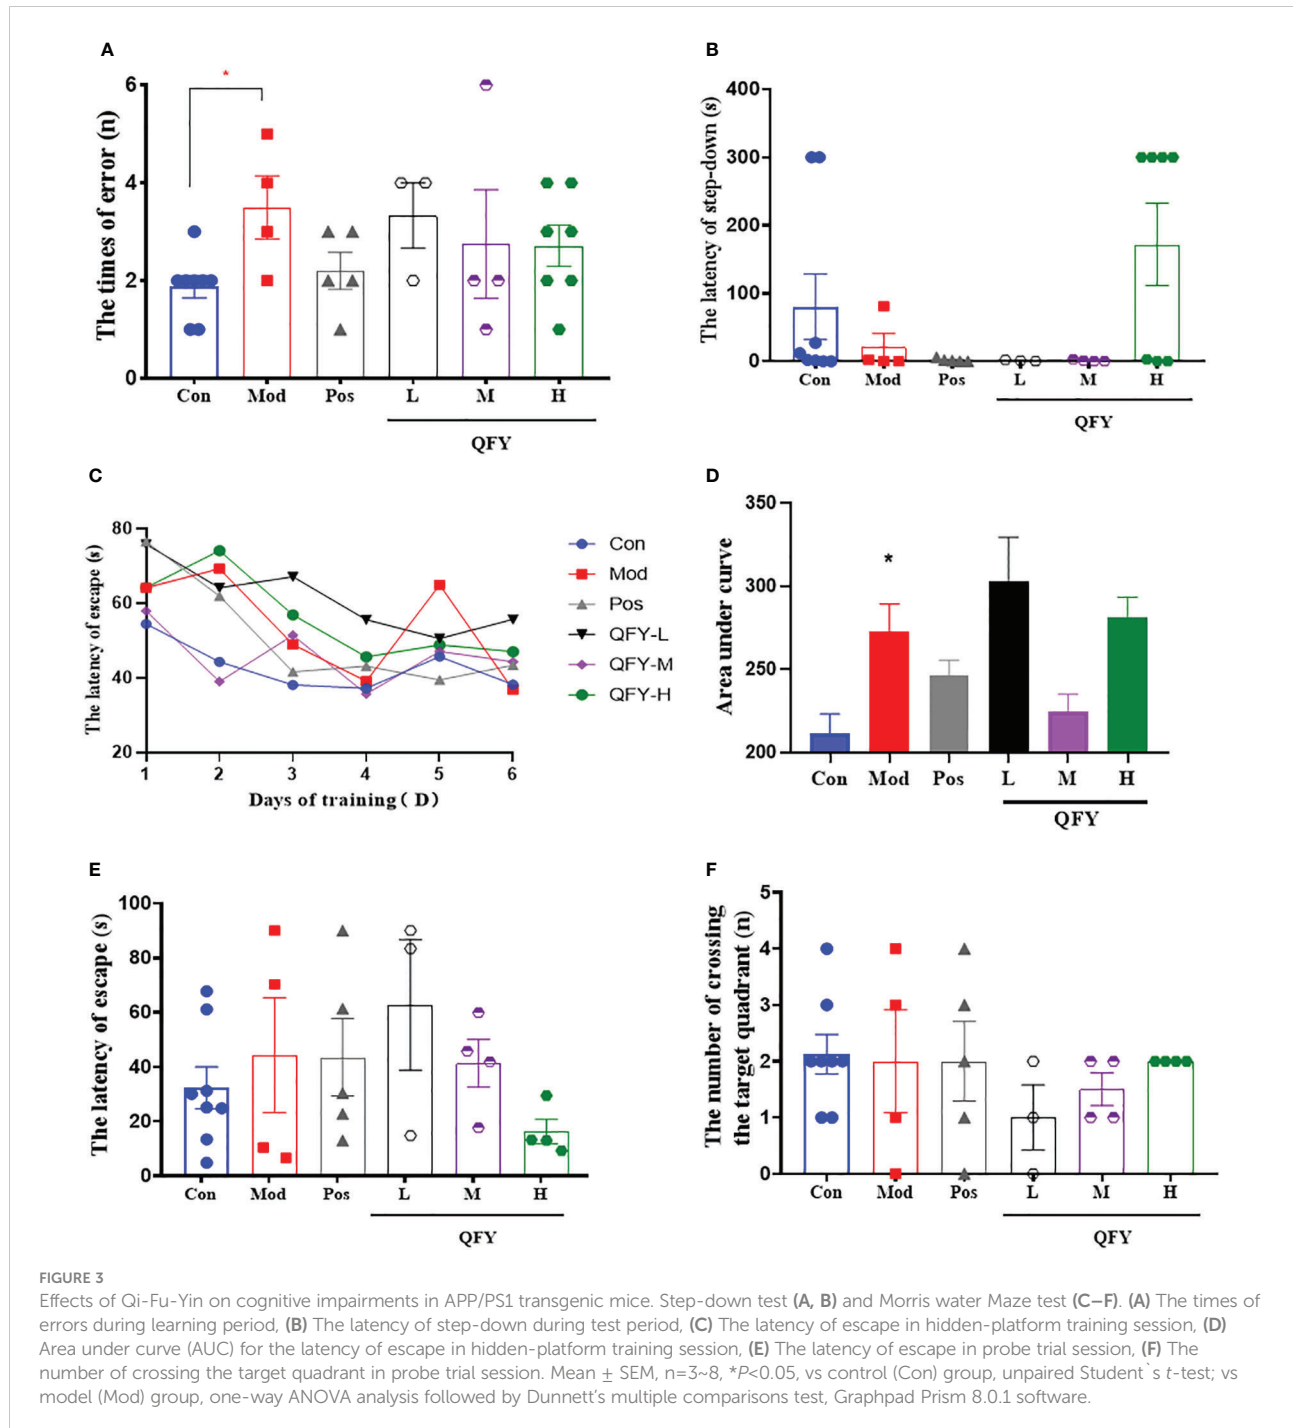 A
The times of error (n)
*
6
4
2
0
Con Mod Pos L M H
QFY
B
The latency of step-down (s)
400
300
200
100
0
Con Mod Pos L M H
QFY
C
The latency of escape (s)
80
60
40
20
1 2 3 4 5 6
Days of training( D)
Con
Mod
Pos
QFY-L
QFY-M
QFY-H
D
Area under curve
350
300
250
200
*
Con Mod Pos L M H
QFY
E
The latency of escape (s)
100
80
60
40
20
0
Con Mod Pos L M H
QFY
F
The number of crossing
the target quadrant (n)
5
4
3
2
1
0
Con Mod Pos L M H
QFY
FIGURE 3
Effects of Qi-Fu-Yin on cognitive impairments in APP/PS1 transgenic mice. Step-down test (A, B) and Morris water Maze test (C–F). (A) The times of
errors during learning period, (B) The latency of step-down during test period, (C) The latency of escape in hidden-platform training session, (D)
Area under curve (AUC) for the latency of escape in hidden-platform training session, (E) The latency of escape in probe trial session, (F) The
number of crossing the target quadrant in probe trial session. Mean ± SEM, n=3~8, *P<0.05, vs control (Con) group, unpaired Student`s t-test; vs
model (Mod) group, one-way ANOVA analysis followed by Dunnett's multiple comparisons test, Graphpad Prism 8.0.1 software.